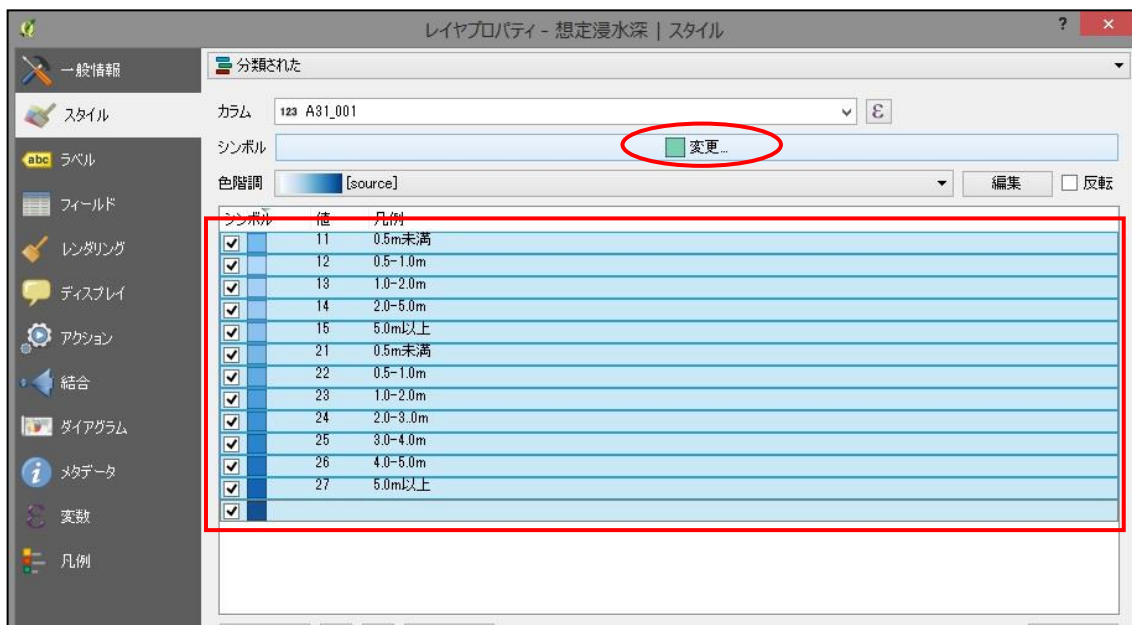 レイヤプロパティ - 想定浸水深 | スタイル
? ×
一般情報
スタイル
abc ラベル
フィールド
レンダリング
ディスプレイ
アクション
結合
ダイアグラム
メタデータ
変数
凡例
分類された
カラム 123 A31_001 ε
シンボル 変更...
色階調 [source] 編集 反転
シンボル 値 凡例
11 0.5m未満
12 0.5-1.0m
13 1.0-2.0m
14 2.0-5.0m
15 5.0m以上
21 0.5m未満
22 0.5-1.0m
23 1.0-2.0m
24 2.0-3..0m
25 3.0-4.0m
26 4.0-5.0m
27 5.0m以上